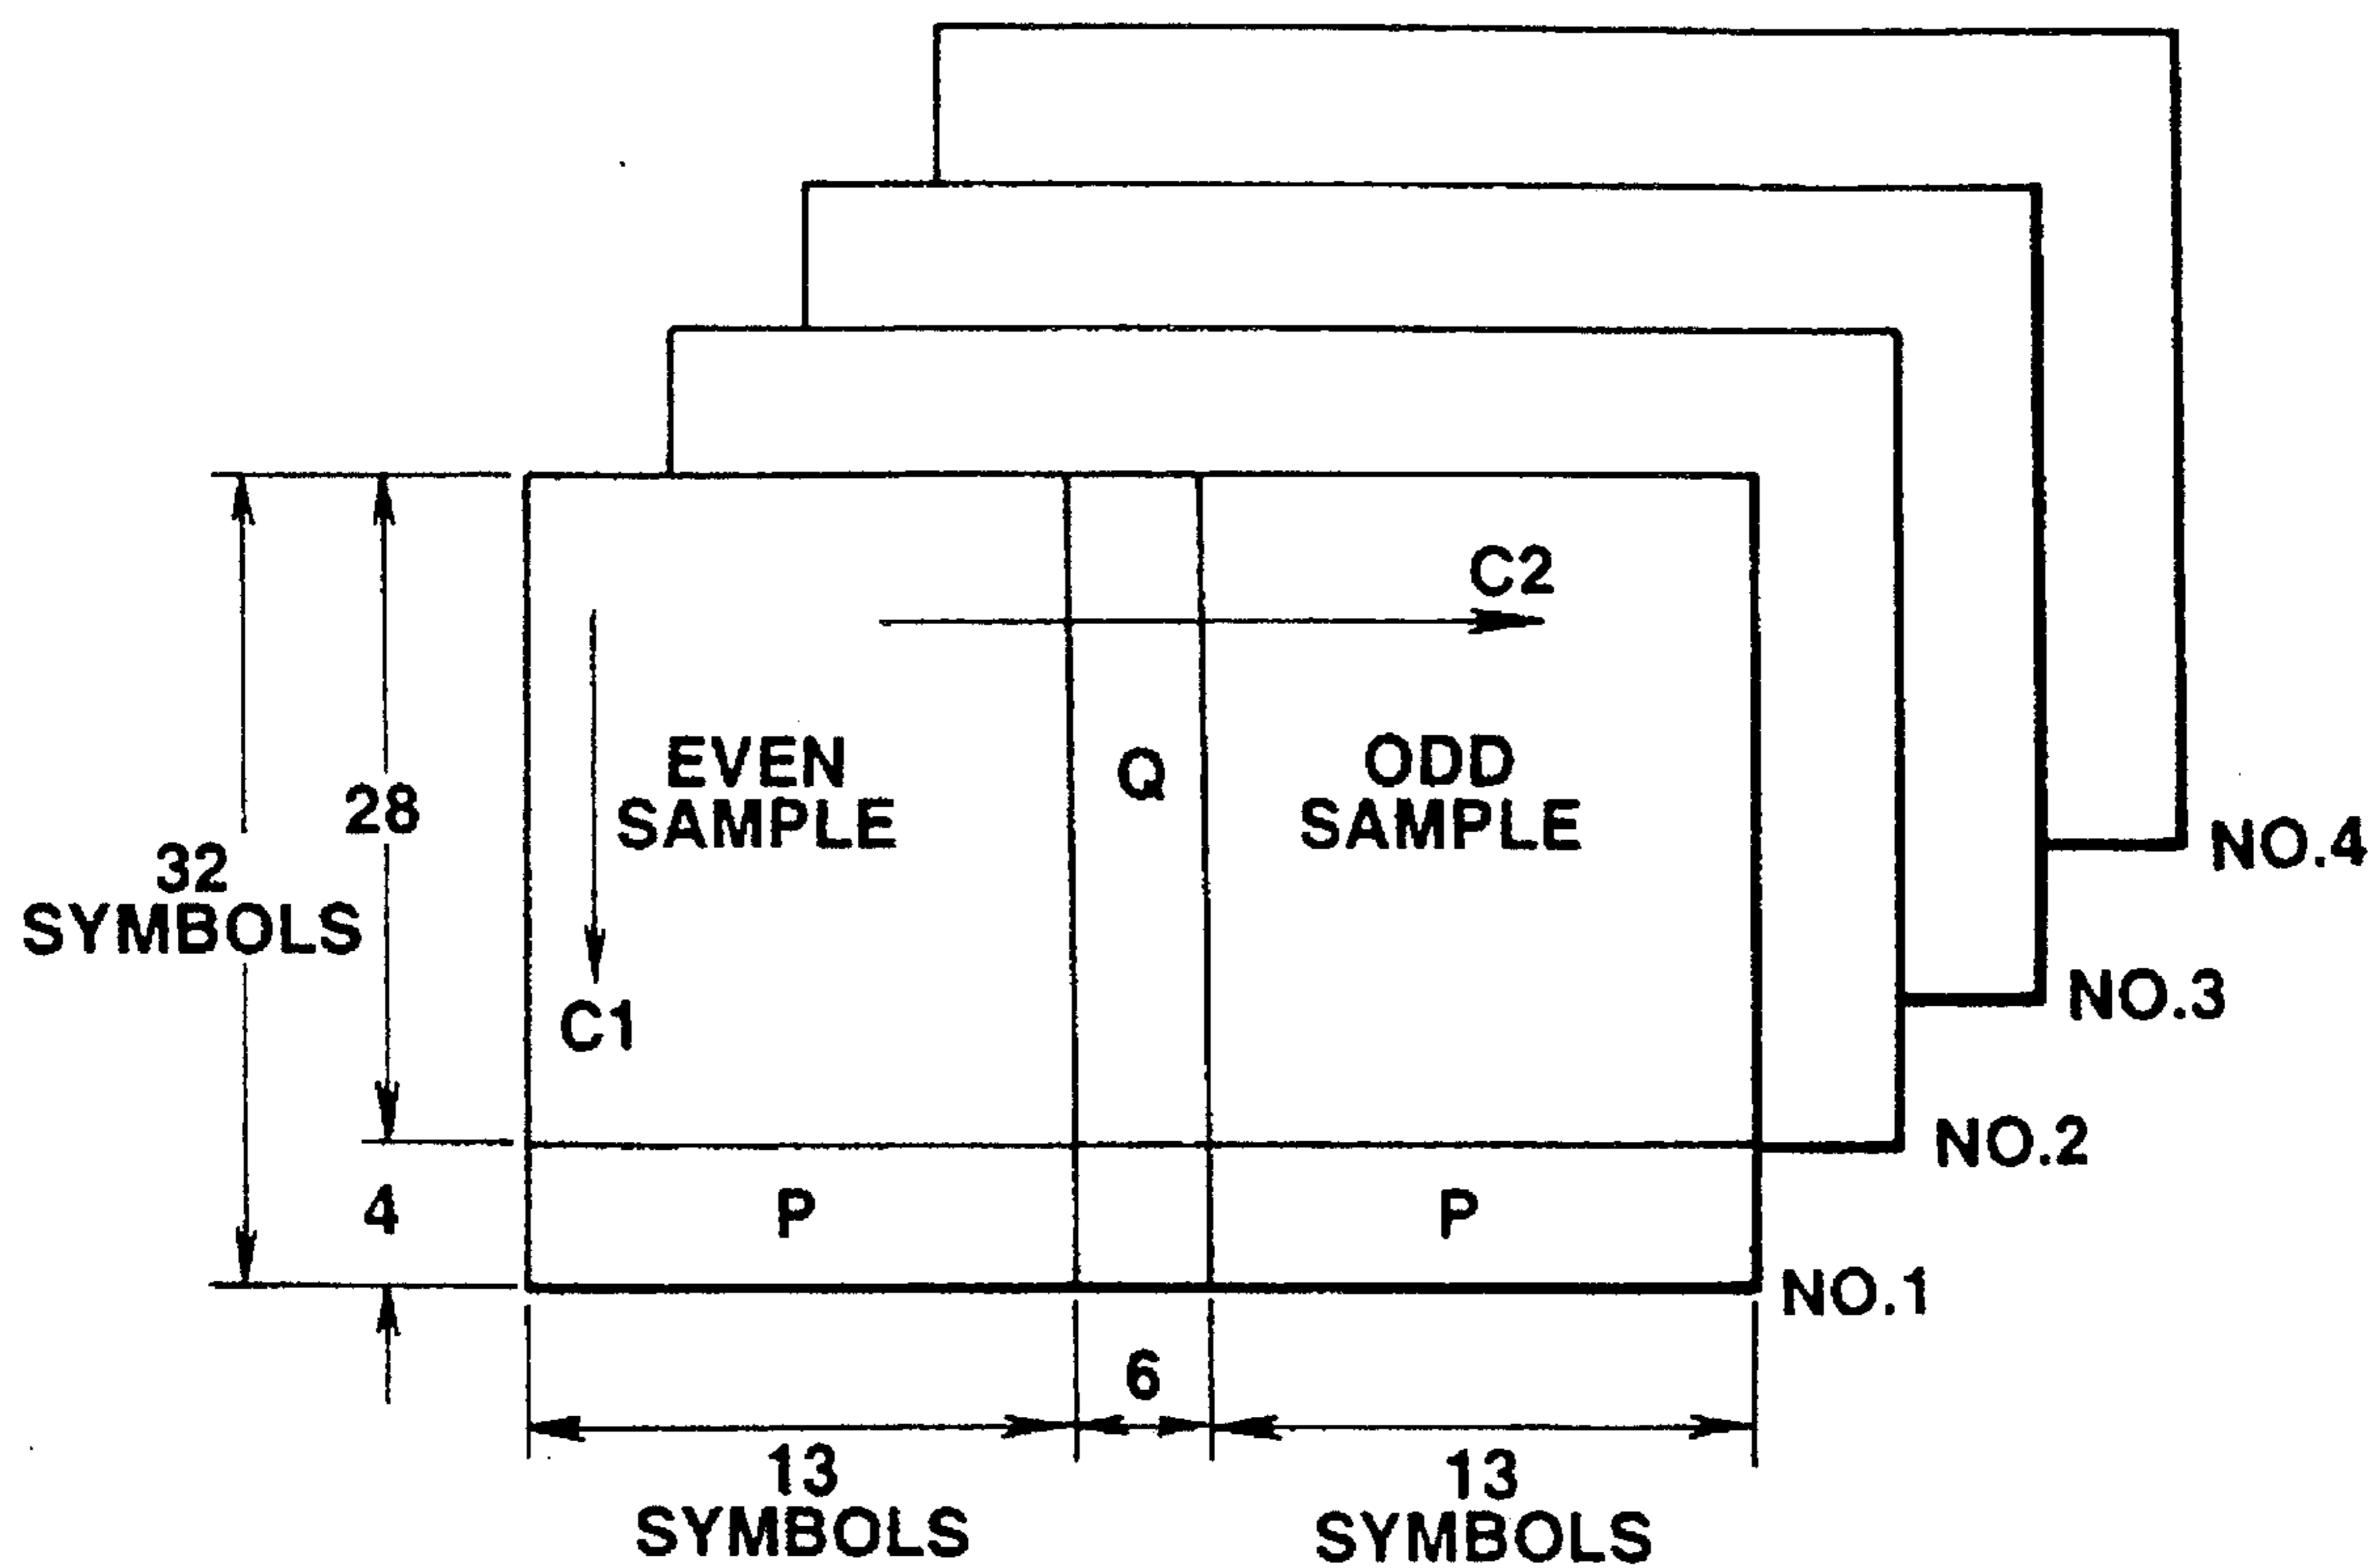 C2
EVEN
SAMPLE
Q
ODD
SAMPLE
28
32
SYMBOLS
C1
NO.4
NO.3
NO.2
4
P
P
NO.1
6
13
SYMBOLS
13
SYMBOLS